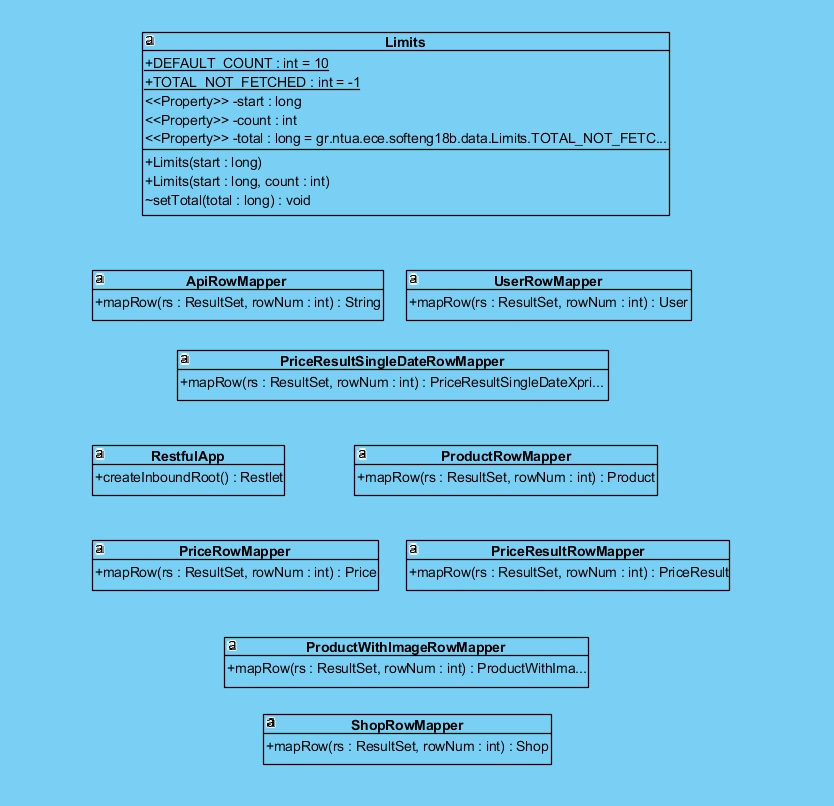 a
Limits
+DEFAULT_COUNT : int = 10
+TOTAL_NOT_FETCHED : int = -1
<<Property>> -start : long
<<Property>> -count : int
<<Property>> -total : long = gr.ntua.ece.softeng18b.data.Limits.TOTAL_NOT_FETC...
+Limits(start : long)
+Limits(start : long, count : int)
~setTotal(total : long) : void
a
ApiRowMapper
+mapRow(rs : ResultSet, rowNum : int) : String
a
UserRowMapper
+mapRow(rs : ResultSet, rowNum : int) : User
a
PriceResultSingleDateRowMapper
+mapRow(rs : ResultSet, rowNum : int) : PriceResultSingleDateXpri...
a
RestfulApp
+createInboundRoot() : Restlet
a
ProductRowMapper
+mapRow(rs : ResultSet, rowNum : int) : Product
a
PriceRowMapper
+mapRow(rs : ResultSet, rowNum : int) : Price
a
PriceResultRowMapper
+mapRow(rs : ResultSet, rowNum : int) : PriceResult
a
ProductWithImageRowMapper
+mapRow(rs : ResultSet, rowNum : int) : ProductWithIma...
a
ShopRowMapper
+mapRow(rs : ResultSet, rowNum : int) : Shop